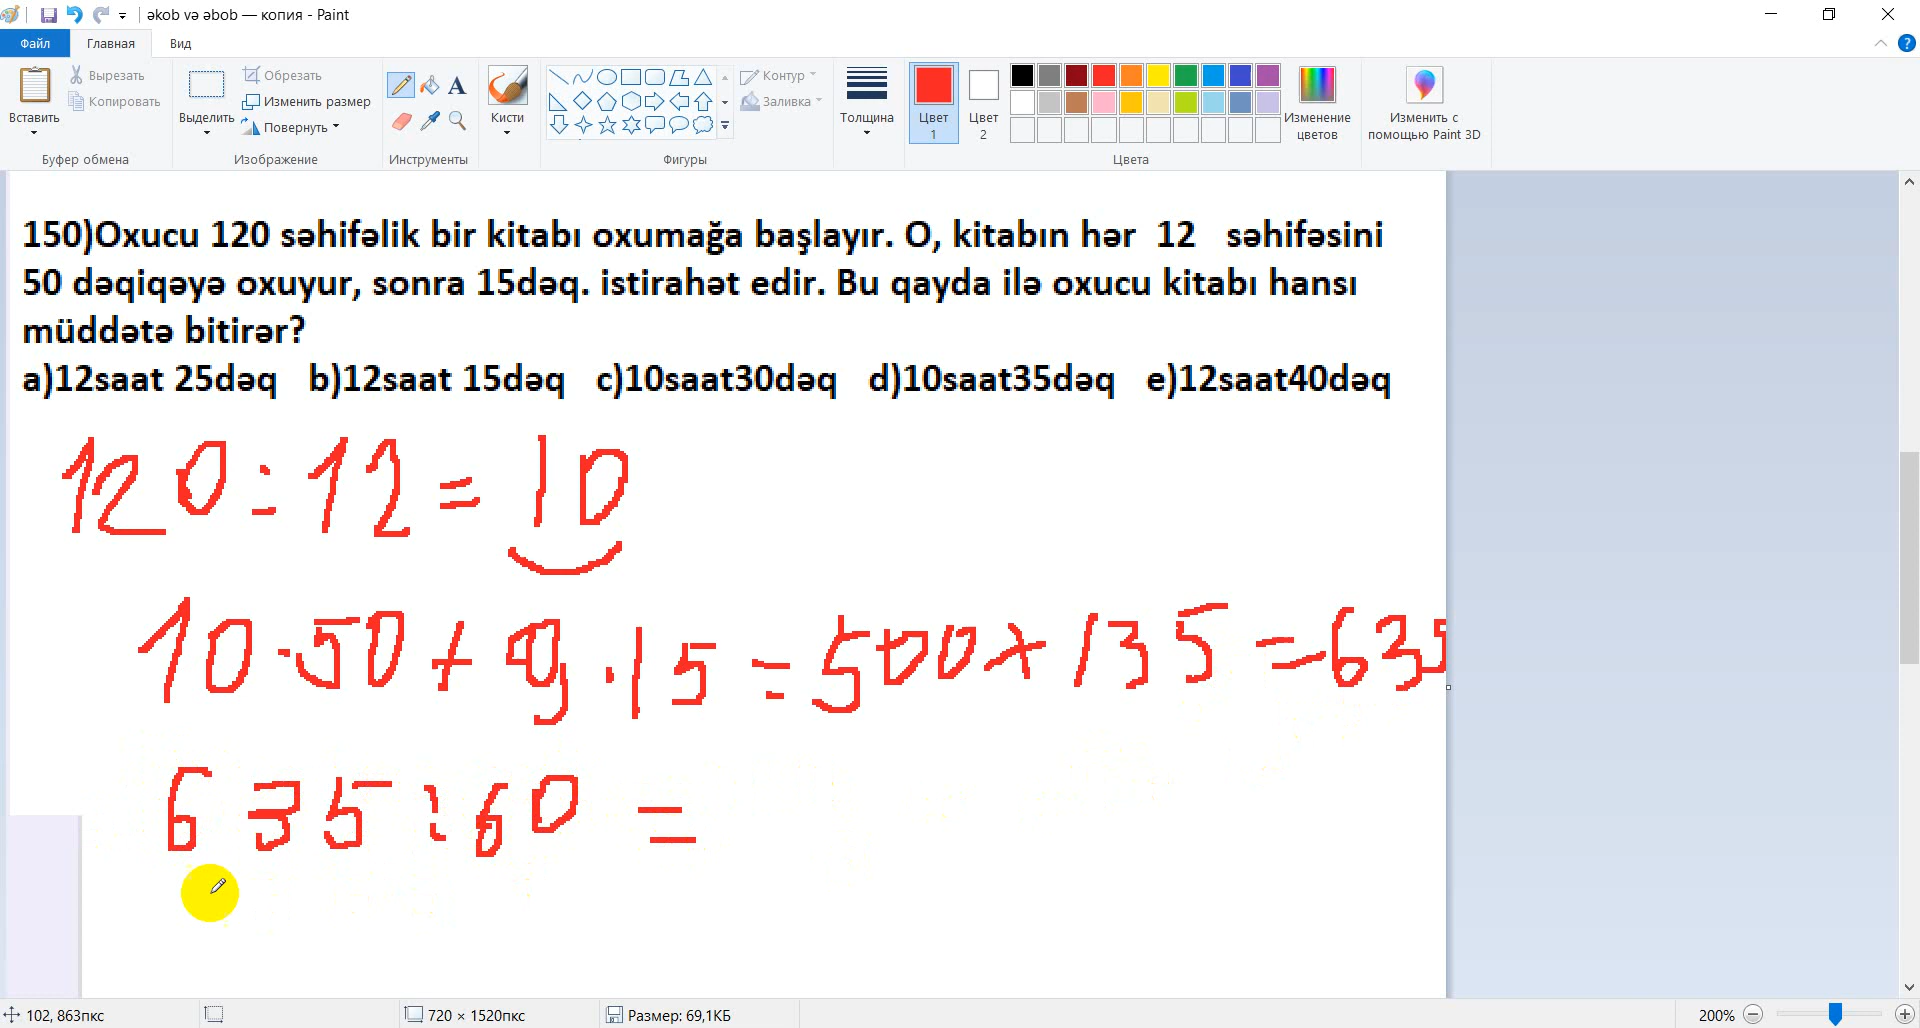 əkob və əbob — копия - Paint
Файл Главная Вид
Вставить
Вырезать
Копировать
Буфер обмена
Выделить
Обрезать
Изменить размер
Повернуть
Изображение
Инструменты
Кисти
Контур
Заливка
Фигуры
Толщина
Цвет 1
Цвет 2
Изменение цветов
Цвета
Изменить с помощью Paint 3D
150)Oxucu 120 səhifəlik bir kitabı oxumağa başlayır. O, kitabın hər 12 səhifəsini
50 dəqiqəyə oxuyur, sonra 15dəq. istirahət edir. Bu qayda ilə oxucu kitabı hansı
müddətə bitirər?
a)12saat 25dəq b)12saat 15dəq c)10saat30dəq d)10saat35dəq e)12saat40dəq
120:12=10
10·50+9·15=500+135=635
635:60=
102, 863пкс 720 × 1520пкс Размер: 69,1КБ 200%